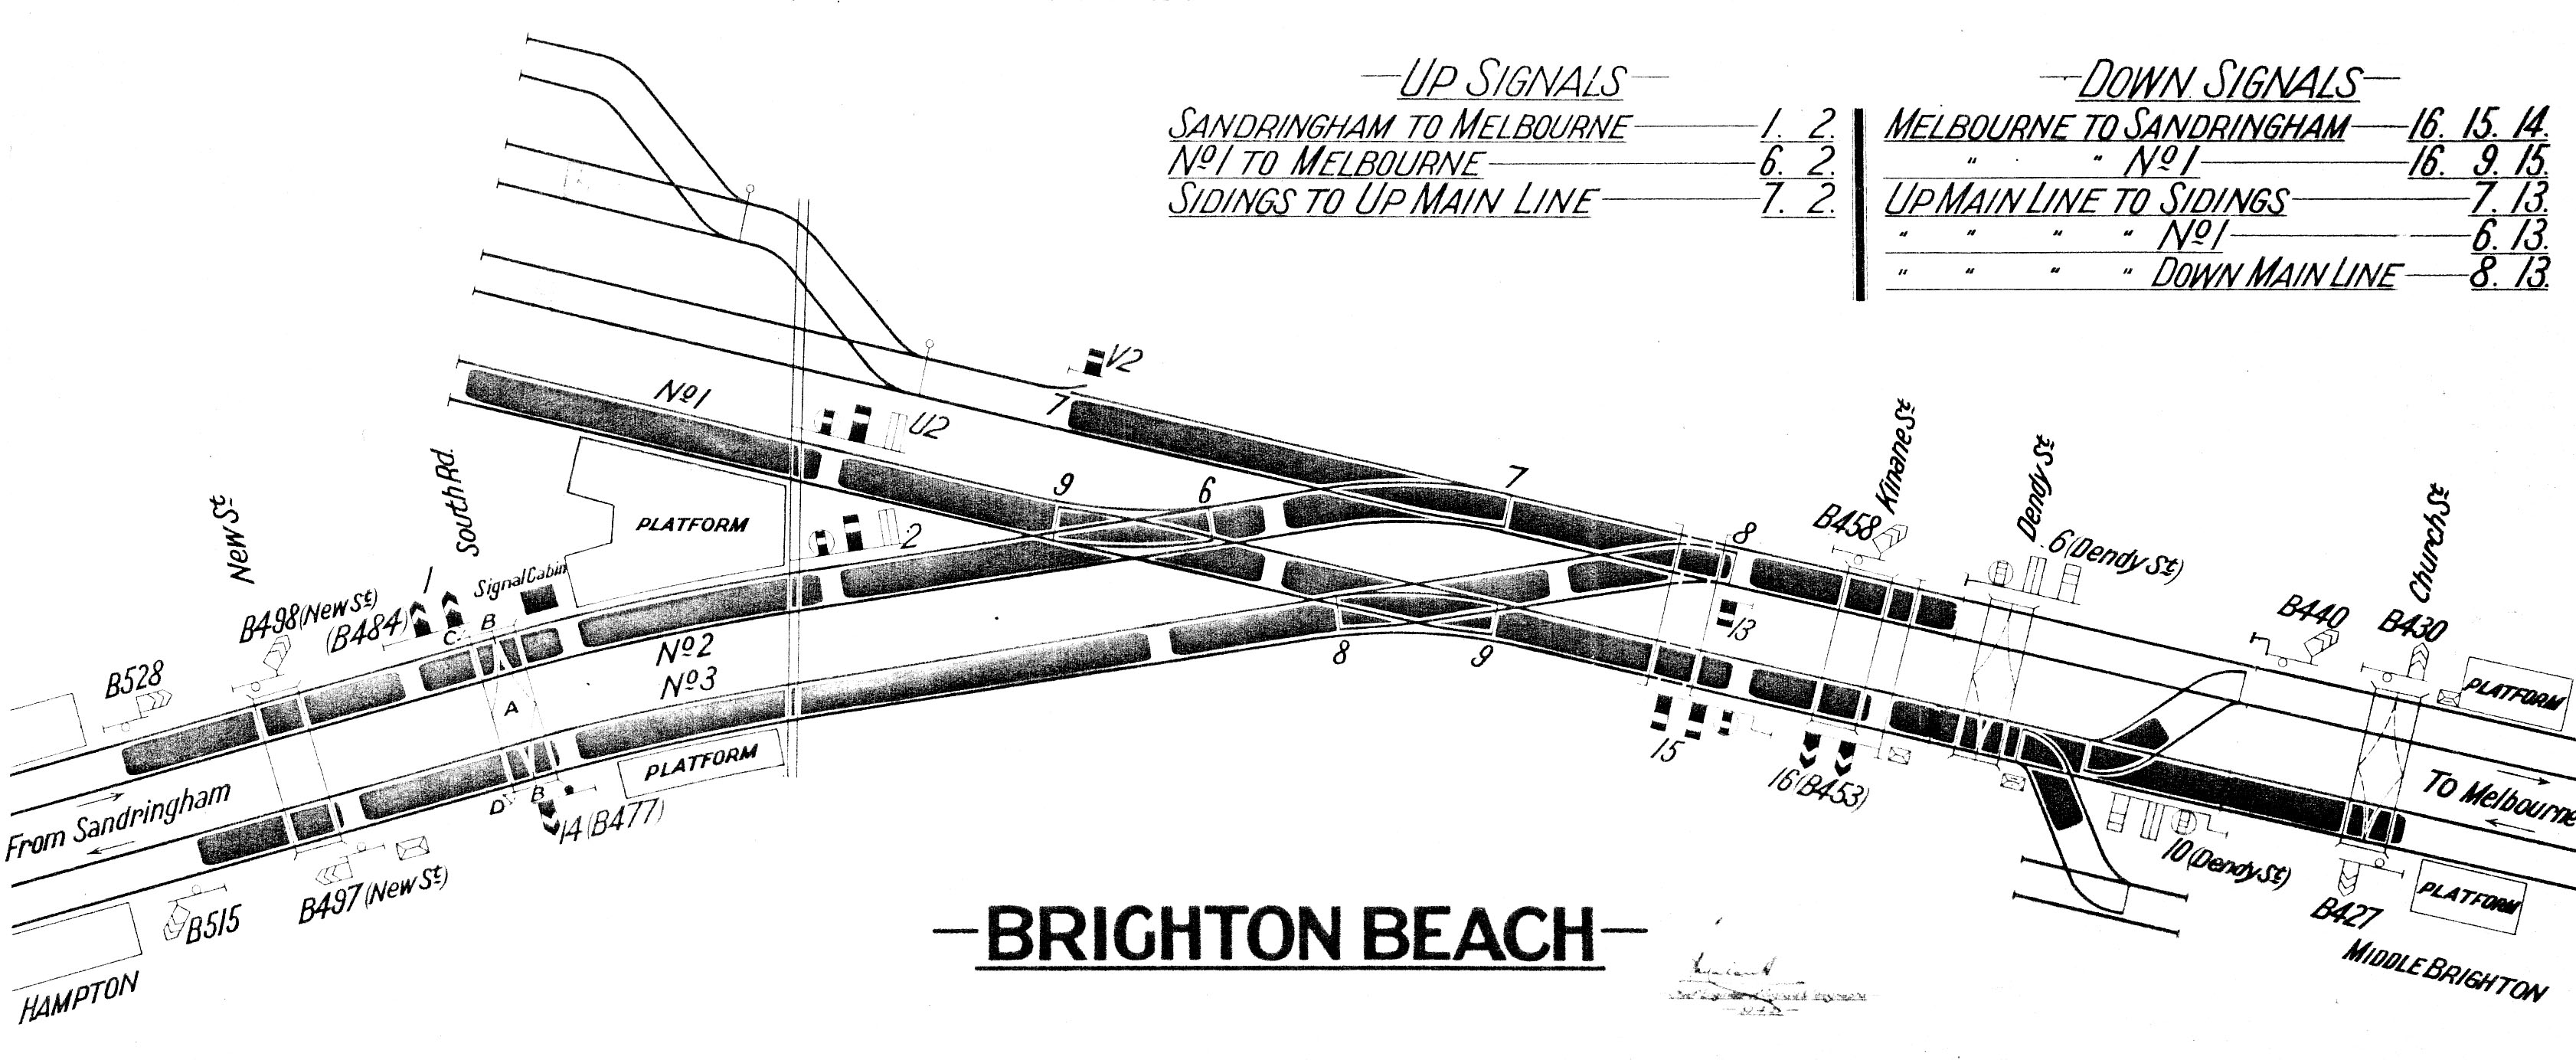 —UP SIGNALS—
SANDRINGHAM TO MELBOURNE 1. 2.
Nº1 TO MELBOURNE 6. 2.
SIDINGS TO UP MAIN LINE 7. 2.
—DOWN SIGNALS—
MELBOURNE TO SANDRINGHAM 16. 15. 14.
" " Nº1 16. 9. 15.
UP MAIN LINE TO SIDINGS 7. 13.
" " " " Nº1 6. 13.
" " " " DOWN MAIN LINE 8. 13.
V2
7
Nº1
U2
9
6
7
2
8
Kinane St
B458
Dendy St
6 (Dendy St)
Church St
B440
B430
PLATFORM
New St
South Rd.
PLATFORM
1
Signal Cabin
B498 (New St)
(B484)
C
B
B528
Nº2
Nº3
A
13
8
9
15
16 (B453)
PLATFORM
D
B
14 (B477)
From Sandringham
To Melbourne
10 (Dendy St)
B497 (New St)
B515
B427
PLATFORM
MIDDLE BRIGHTON
HAMPTON
—BRIGHTON BEACH—